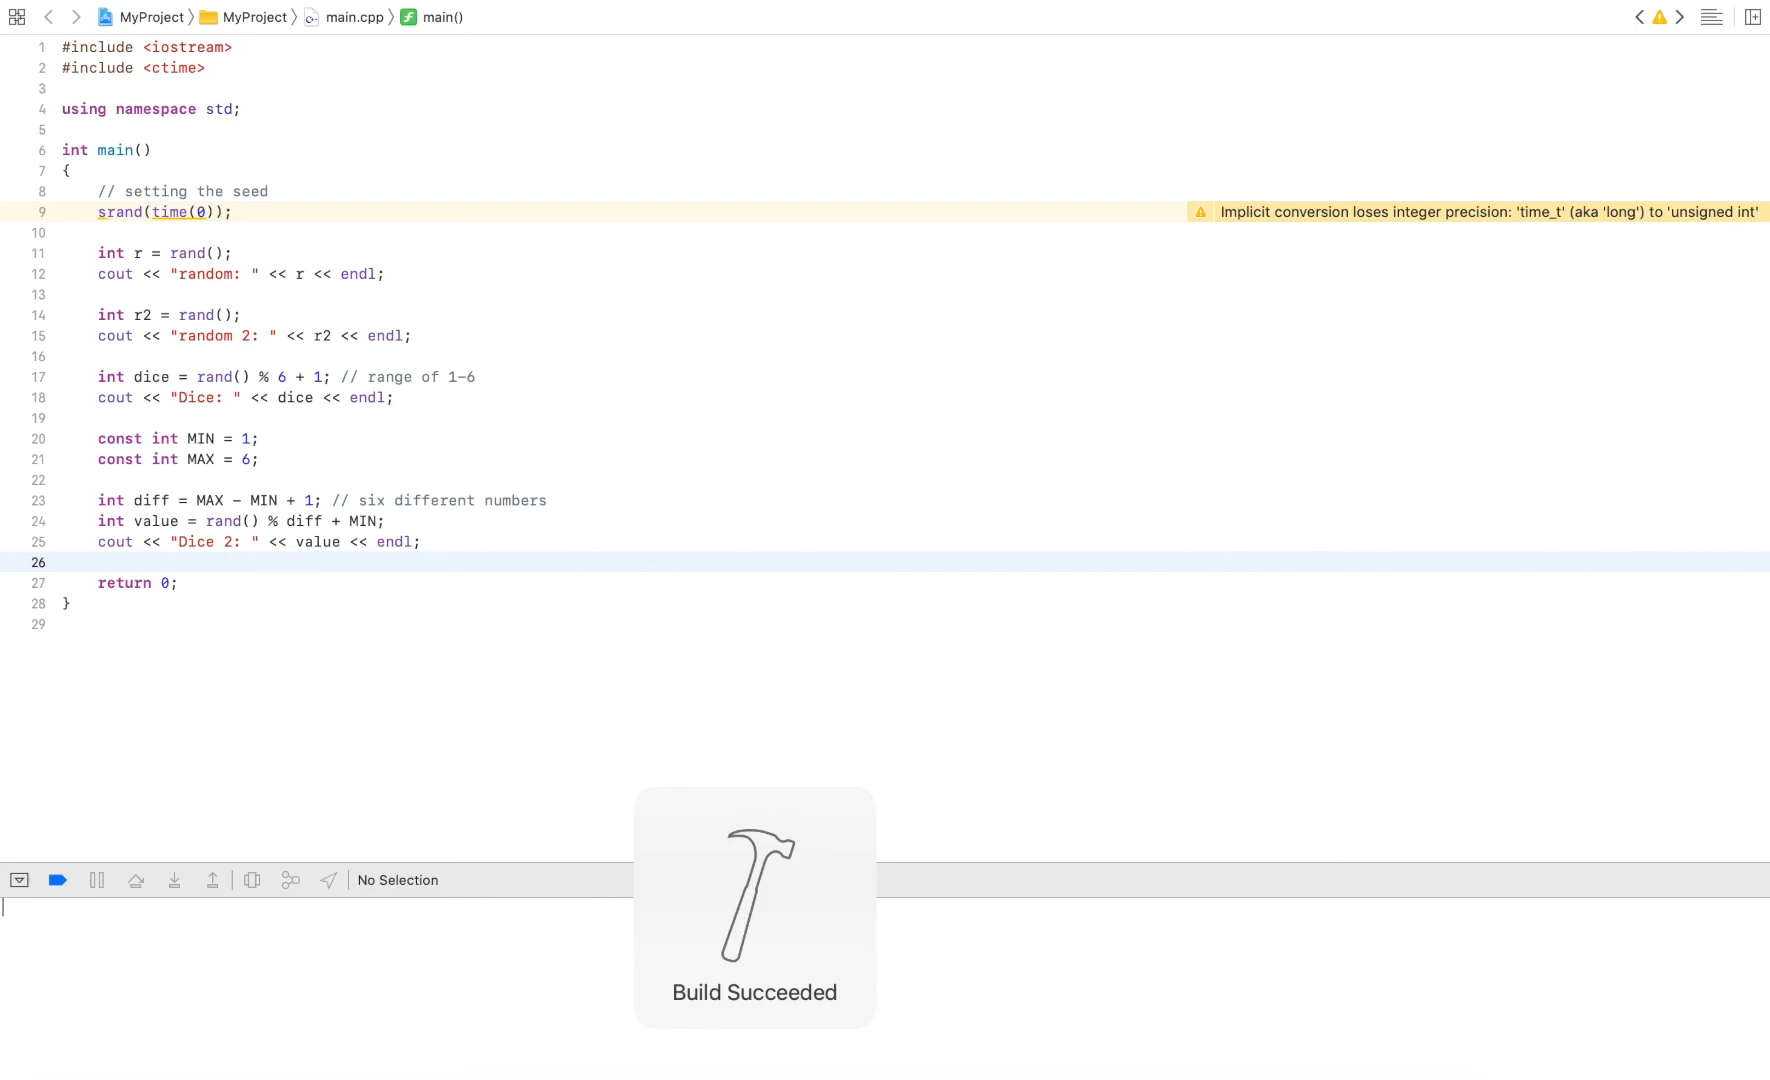 MyProject MyProject main.cpp main()
1 #include <iostream>
2 #include <ctime>
3
4 using namespace std;
5
6 int main()
7 {
8 // setting the seed
9 srand(time(0)); Implicit conversion loses integer precision: 'time_t' (aka 'long') to 'unsigned int'
10
11 int r = rand();
12 cout << "random: " << r << endl;
13
14 int r2 = rand();
15 cout << "random 2: " << r2 << endl;
16
17 int dice = rand() % 6 + 1; // range of 1-6
18 cout << "Dice: " << dice << endl;
19
20 const int MIN = 1;
21 const int MAX = 6;
22
23 int diff = MAX - MIN + 1; // six different numbers
24 int value = rand() % diff + MIN;
25 cout << "Dice 2: " << value << endl;
26
27 return 0;
28 }
29
No Selection
Build Succeeded